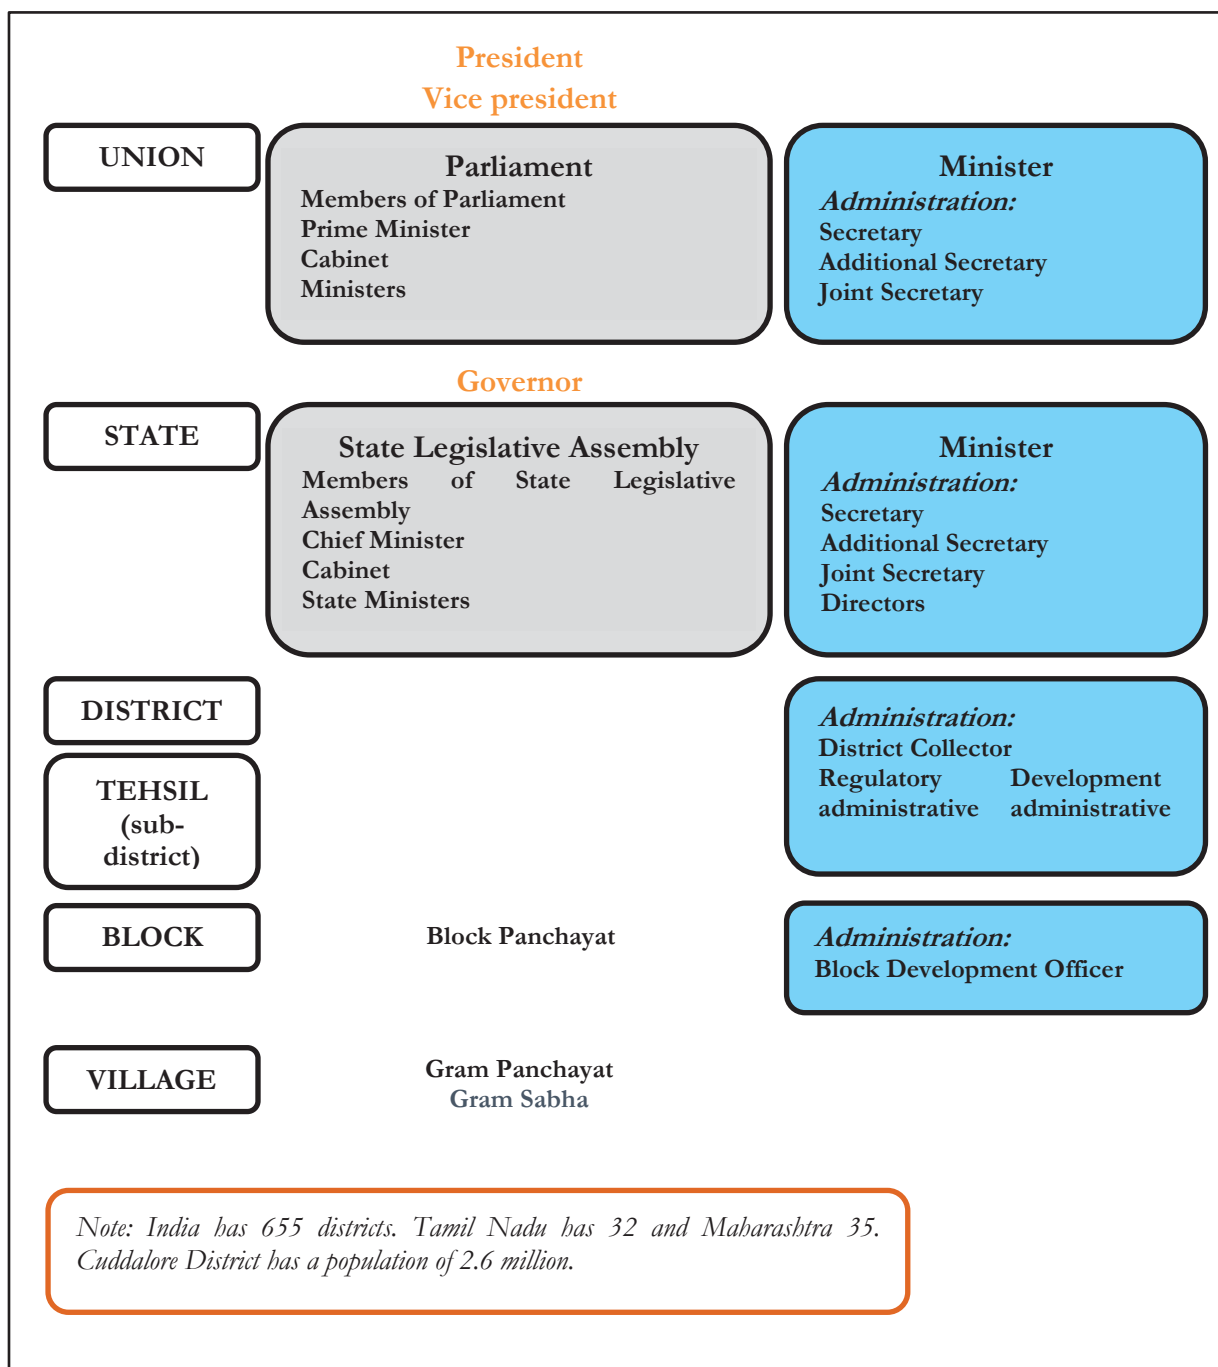 President
Vice president
UNION
Parliament
Members of Parliament
Prime Minister
Cabinet
Ministers
Minister
Administration:
Secretary
Additional Secretary
Joint Secretary
Governor
STATE
State Legislative Assembly
Members of State Legislative
Assembly
Chief Minister
Cabinet
State Ministers
Minister
Administration:
Secretary
Additional Secretary
Joint Secretary
Directors
DISTRICT
TEHSIL
(sub-
district)
Administration:
District Collector
Regulatory Development
administrative administrative
BLOCK
Block Panchayat
Administration:
Block Development Officer
VILLAGE
Gram Panchayat
Gram Sabha
Note: India has 655 districts. Tamil Nadu has 32 and Maharashtra 35.
Cuddalore District has a population of 2.6 million.